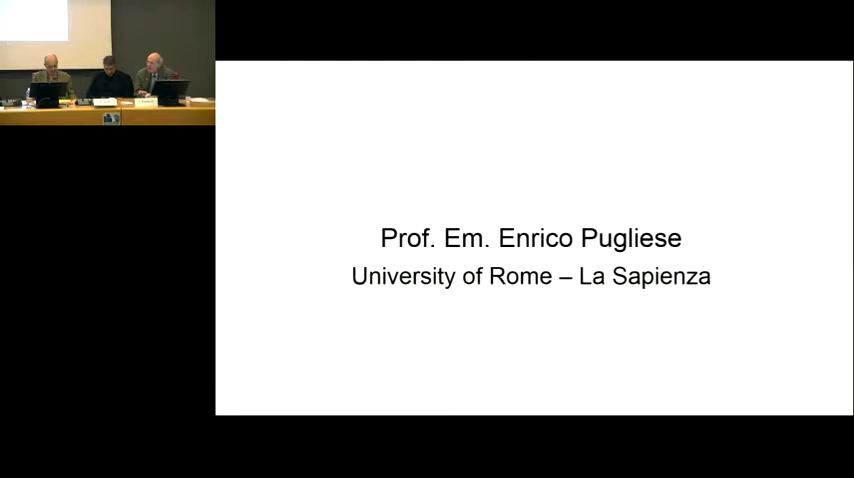 Prof. Em. Enrico Pugliese
University of Rome – La Sapienza